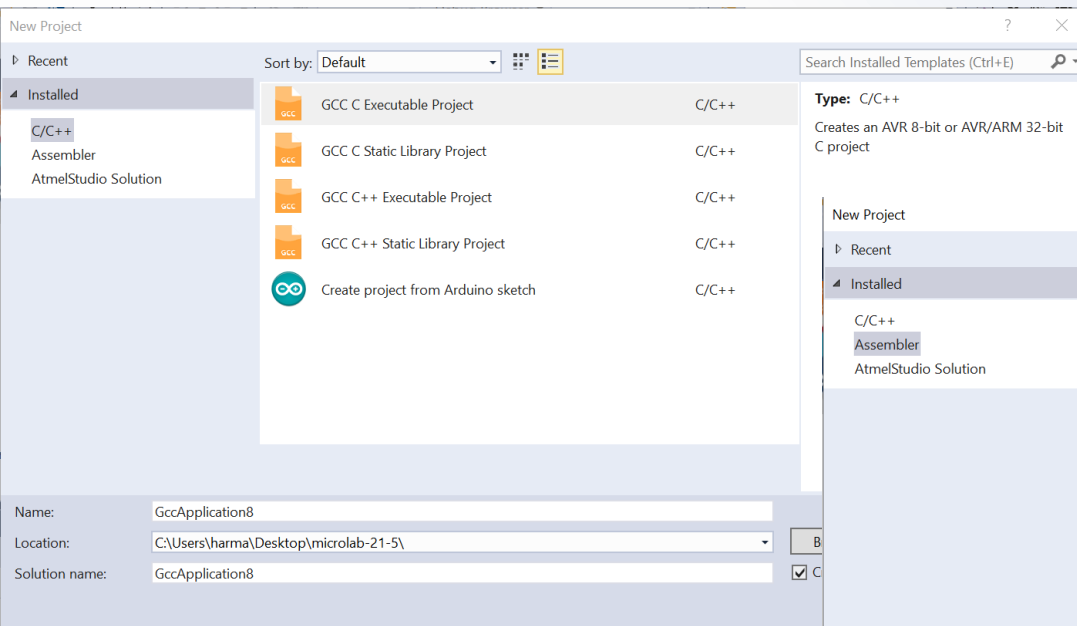 New Project
Recent
Installed
C/C++
Assembler
AtmelStudio Solution
Sort by: Default
GCC C Executable Project C/C++
GCC C Static Library Project C/C++
GCC C++ Executable Project C/C++
GCC C++ Static Library Project C/C++
Create project from Arduino sketch C/C++
Search Installed Templates (Ctrl+E)
Type: C/C++
Creates an AVR 8-bit or AVR/ARM 32-bit
C project
New Project
Recent
Installed
C/C++
Assembler
AtmelStudio Solution
Name: GccApplication8
Location: C:\Users\harma\Desktop\microlab-21-5\
Solution name: GccApplication8